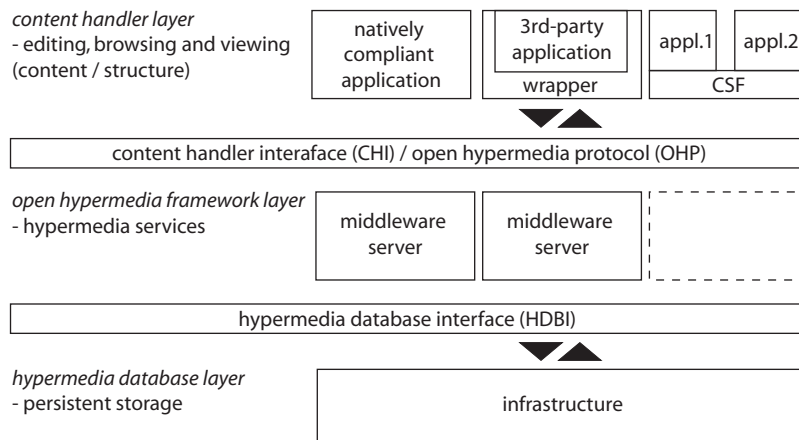 content handler layer
- editing, browsing and viewing
(content / structure)
natively
compliant
application
3rd-party
application
wrapper
appl.1
appl.2
CSF
content handler interaface (CHI) / open hypermedia protocol (OHP)
open hypermedia framework layer
- hypermedia services
middleware
server
middleware
server
hypermedia database interface (HDBI)
hypermedia database layer
- persistent storage
infrastructure